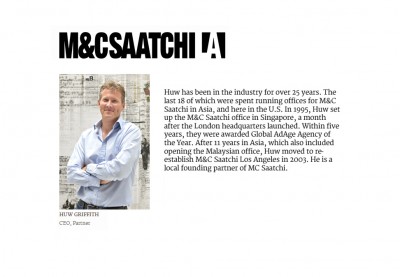 M&CSAATCHI LA
Huw has been in the industry for over 25 years. The
last 18 of which were spent running offices for M&C
Saatchi in Asia, and here in the U.S. In 1995, Huw set
up the M&C Saatchi office in Singapore, a month
after the London headquarters launched. Within five
years, they were awarded Global AdAge Agency of
the Year. After 11 years in Asia, which also included
opening the Malaysian office, Huw moved to re-
establish M&C Saatchi Los Angeles in 2003. He is a
local founding partner of MC Saatchi.
HUW GRIFFITH
CEO, Partner